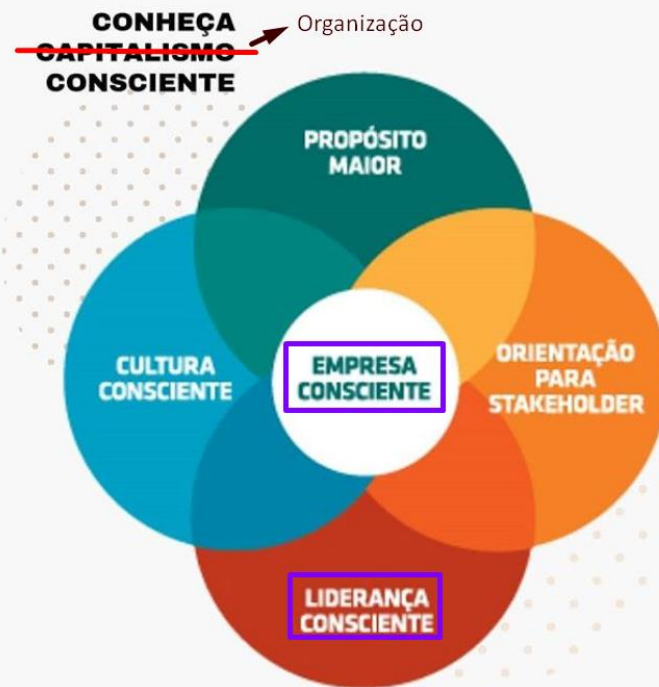 CONHEÇA
CAPITALISMO
Organização
CONSCIENTE
PROPÓSITO
MAIOR
CULTURA
CONSCIENTE
EMPRESA
CONSCIENTE
ORIENTAÇÃO
PARA
STAKEHOLDER
LIDERANÇA
CONSCIENTE